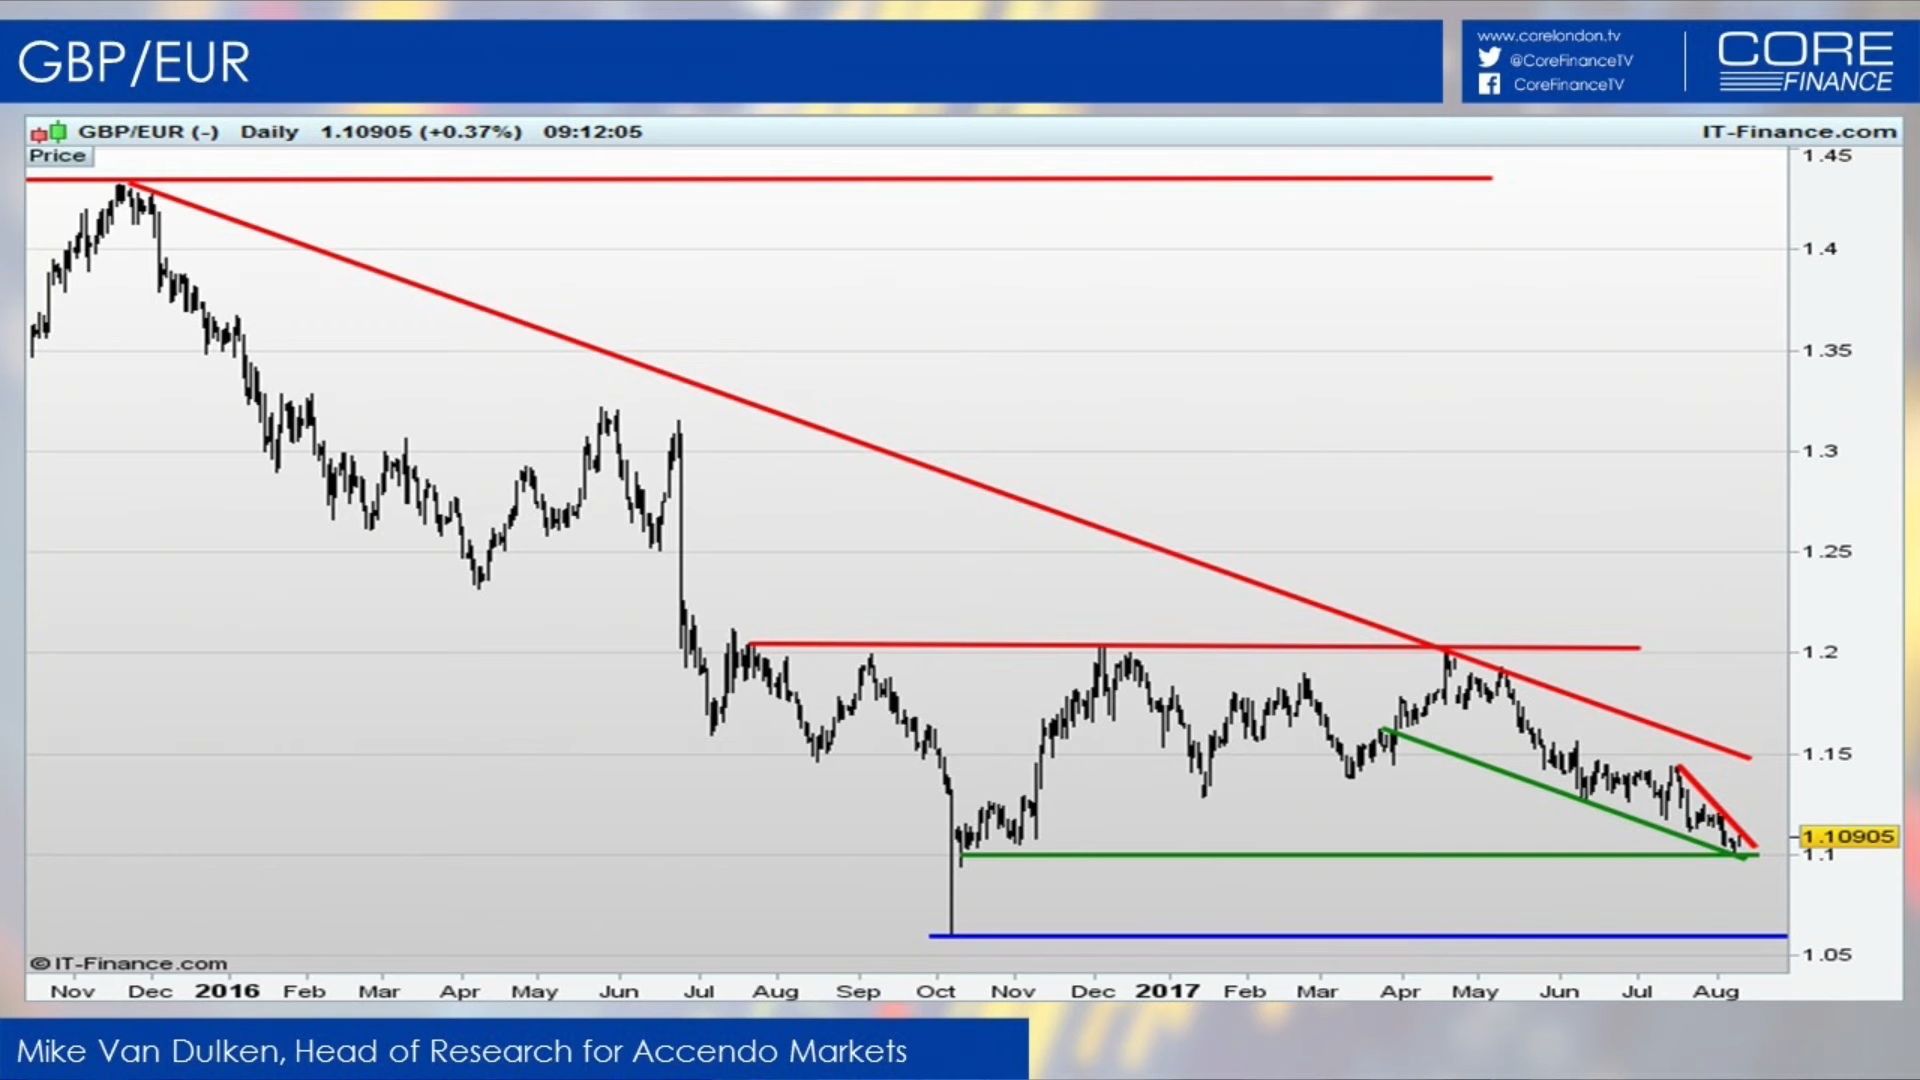 GBP/EUR
www.corelondon.tv
@CoreFinanceTV
CoreFinanceTV
CORE
FINANCE
GBP/EUR (-) Daily 1.10905 (+0.37%) 09:12:05
IT-Finance.com
Price
1.45
1.4
1.35
1.3
1.25
1.2
1.15
1.10905
1.1
1.05
© IT-Finance.com
Nov Dec 2016 Feb Mar Apr May Jun Jul Aug Sep Oct Nov Dec 2017 Feb Mar Apr May Jun Jul Aug
Mike Van Dulken, Head of Research for Accendo Markets